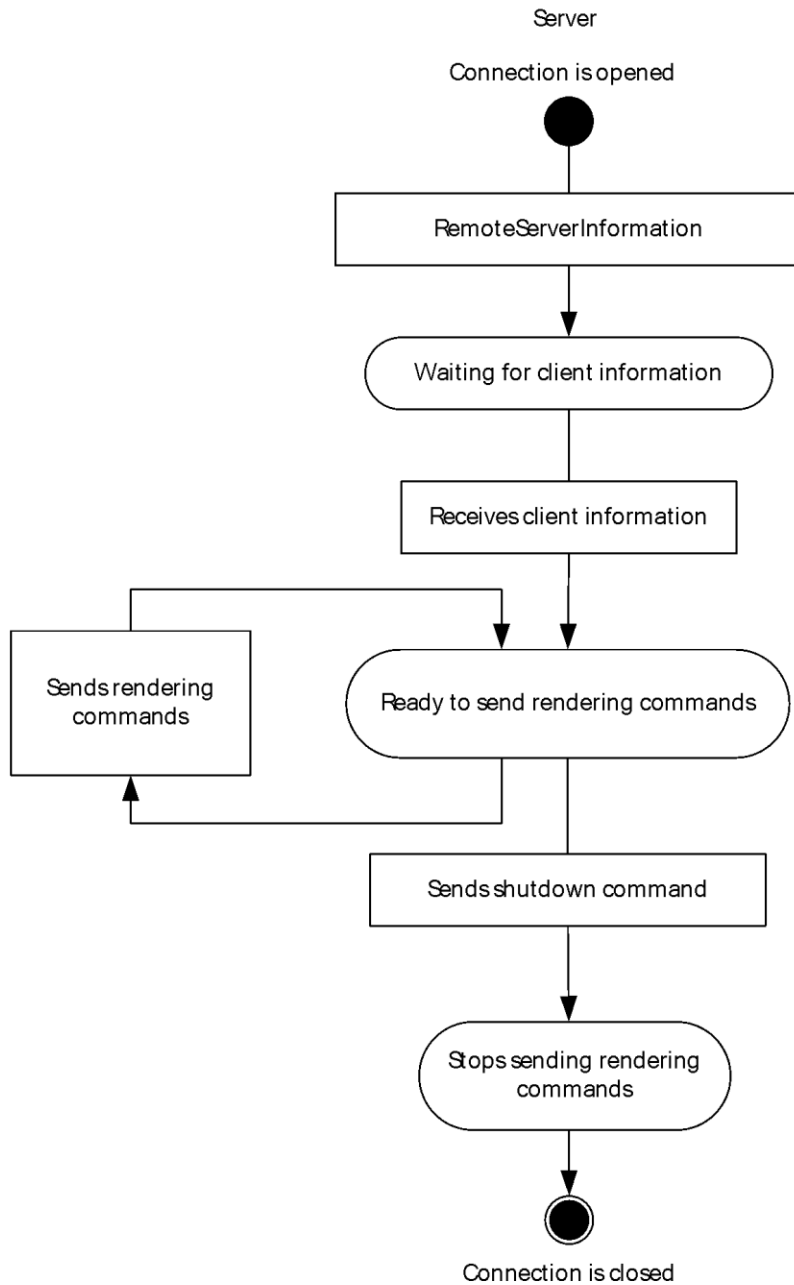 Server
Connection is opened
RemoteServerInformation
Waiting for client information
Receives client information
Sends rendering
commands
Ready to send rendering commands
Sends shutdown command
Stops sending rendering
commands
Connection is closed